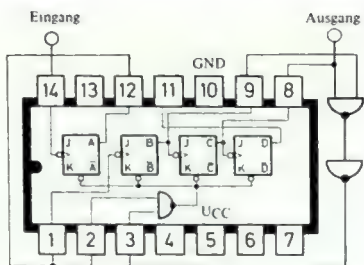 Eingang
Ausgang
GND
14 13 12 11 10 9 8
J A J B J C J D
K A̅ K B̅ K C̅ K D̅
UCC
1 2 3 4 5 6 7